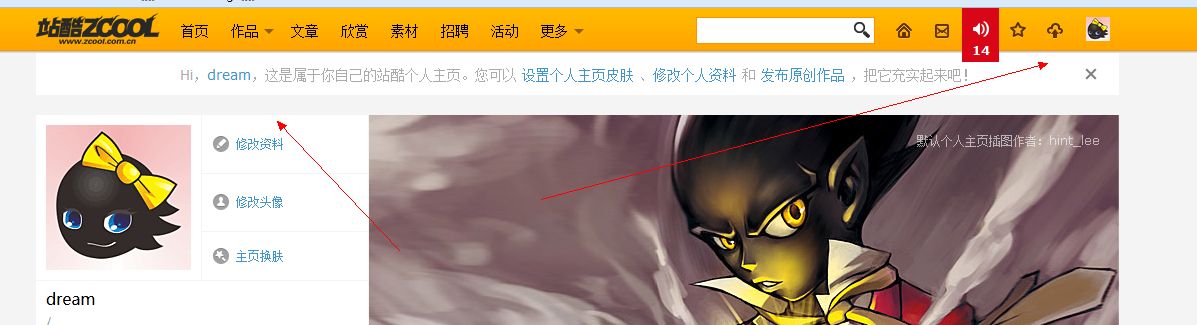 站酷ZCOOL
www.zcool.com.cn
首页 作品 文章 欣赏 素材 招聘 活动 更多
14
Hi，dream，这是属于你自己的站酷个人主页。您可以 设置个人主页皮肤 、修改个人资料 和 发布原创作品 ，把它充实起来吧！
修改资料
默认个人主页插图作者：hint_lee
修改头像
主页换肤
dream
/